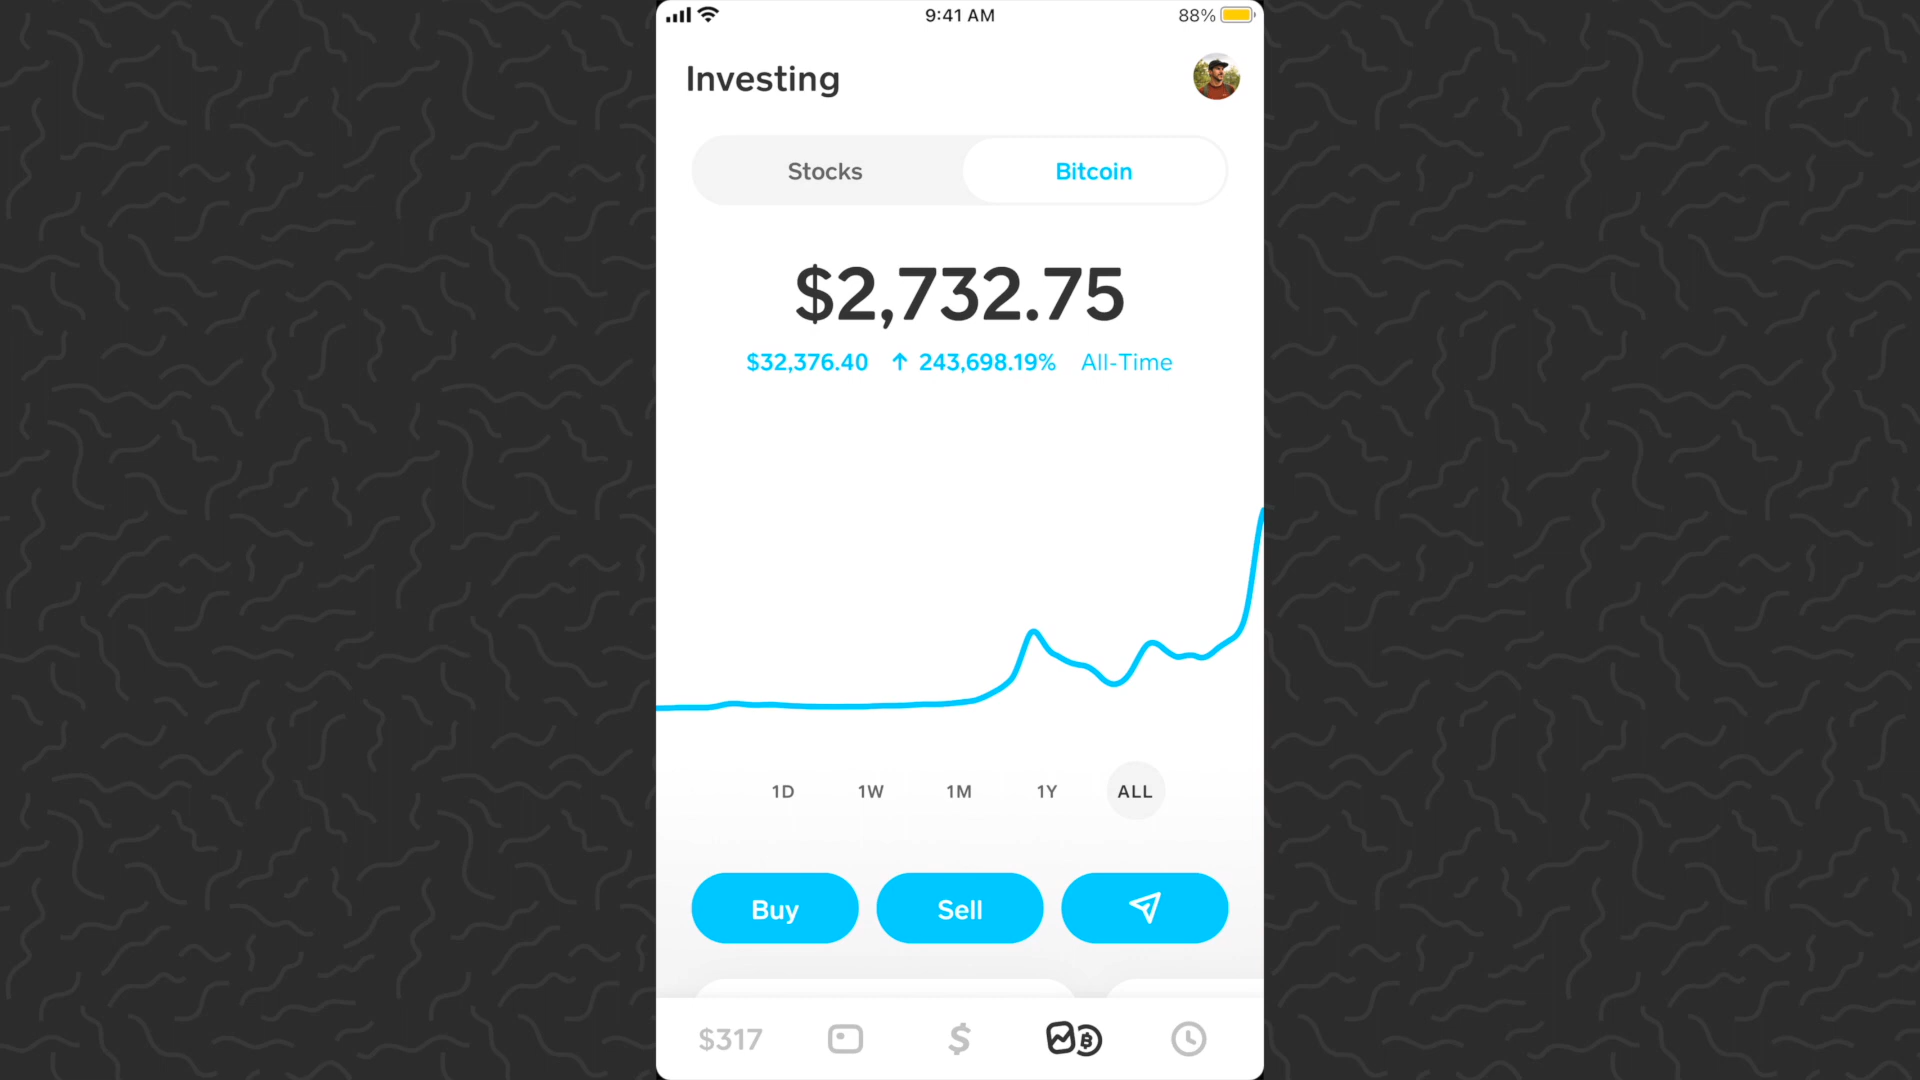 9:41 AM 88%
Investing
Stocks Bitcoin
$2,732.75
$32,376.40 ↑ 243,698.19% All-Time
1D 1W 1M 1Y ALL
Buy Sell
$317 $